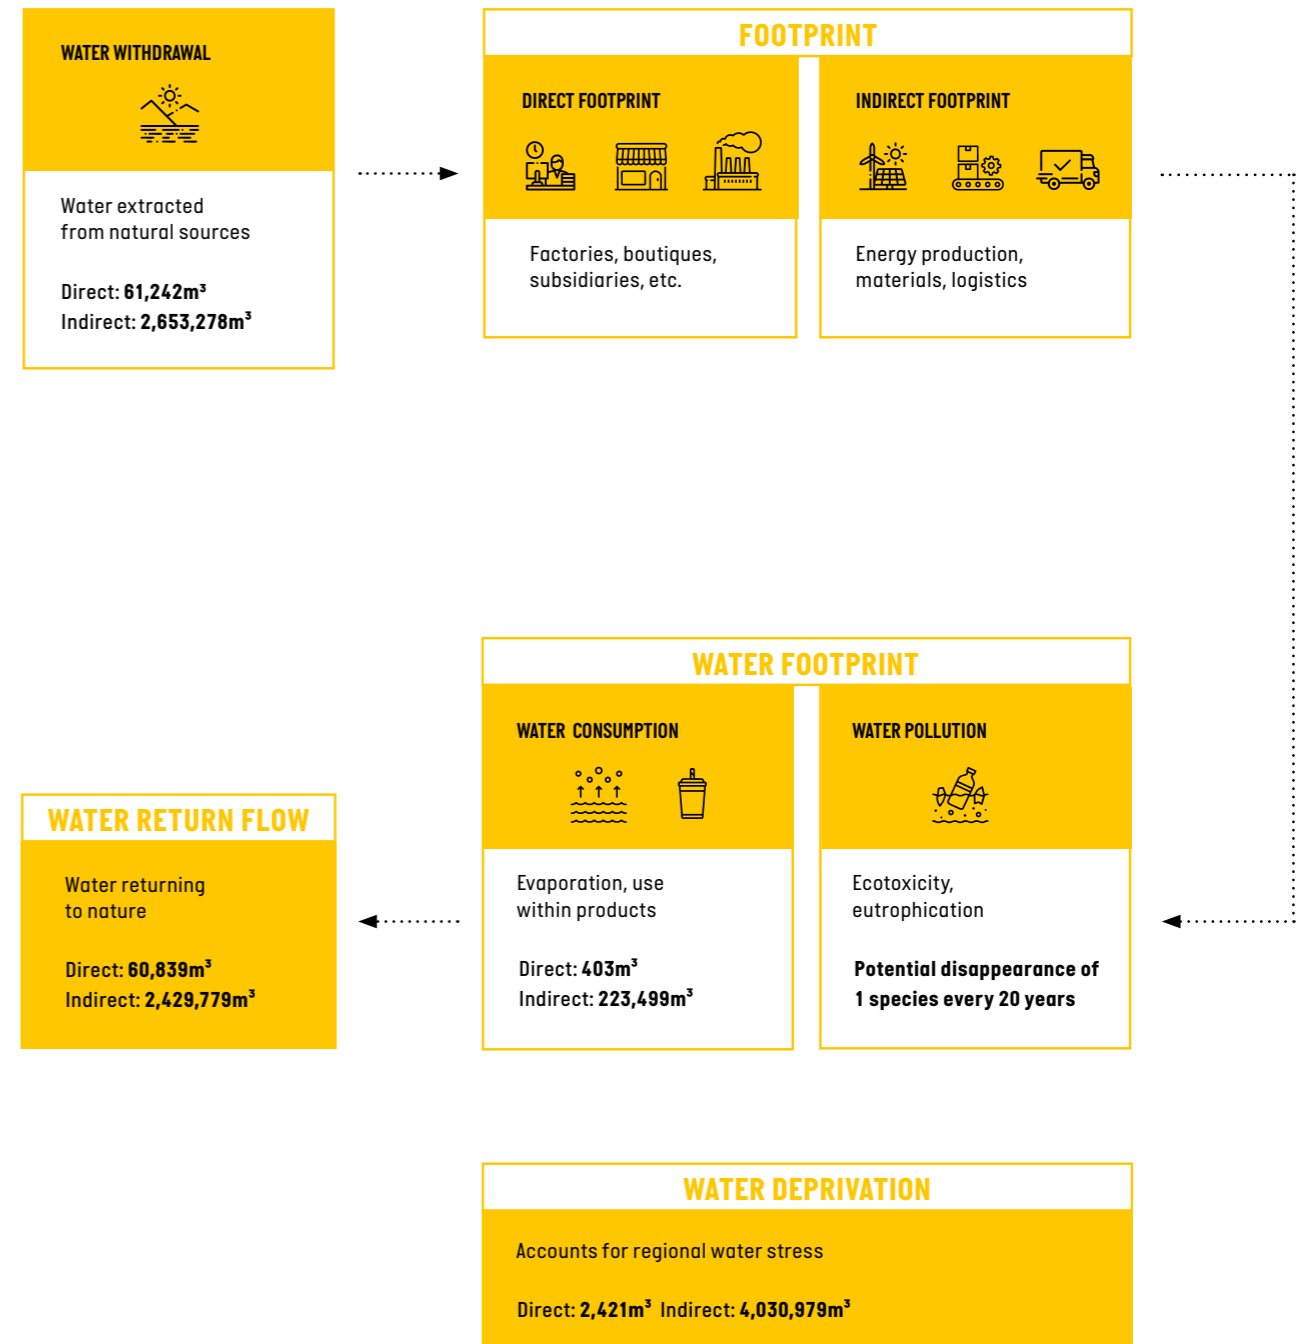 WATER WITHDRAWAL
Water extracted
from natural sources
Direct: 61,242m³
Indirect: 2,653,278m³
FOOTPRINT
DIRECT FOOTPRINT
Factories, boutiques,
subsidiaries, etc.
INDIRECT FOOTPRINT
Energy production,
materials, logistics
WATER FOOTPRINT
WATER CONSUMPTION
Evaporation, use
within products
Direct: 403m³
Indirect: 223,499m³
WATER POLLUTION
Ecotoxicity,
eutrophication
Potential disappearance of
1 species every 20 years
WATER RETURN FLOW
Water returning
to nature
Direct: 60,839m³
Indirect: 2,429,779m³
WATER DEPRIVATION
Accounts for regional water stress
Direct: 2,421m³ Indirect: 4,030,979m³